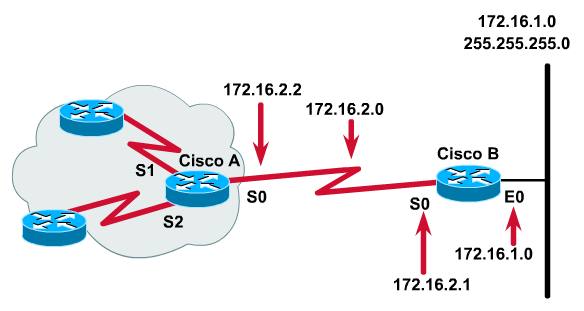 172.16.1.0
255.255.255.0
172.16.2.2
172.16.2.0
Cisco A
Cisco B
S1
S0
S2
S0
E0
172.16.1.0
172.16.2.1